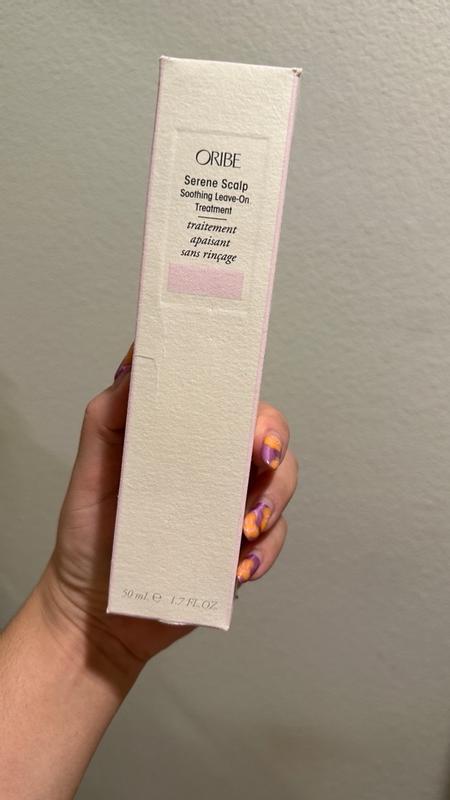 ORIBE
Serene Scalp
Soothing Leave-On
Treatment
traitement
apaisant
sans rinçage
50 ml. ℮ 1.7 FL.OZ.